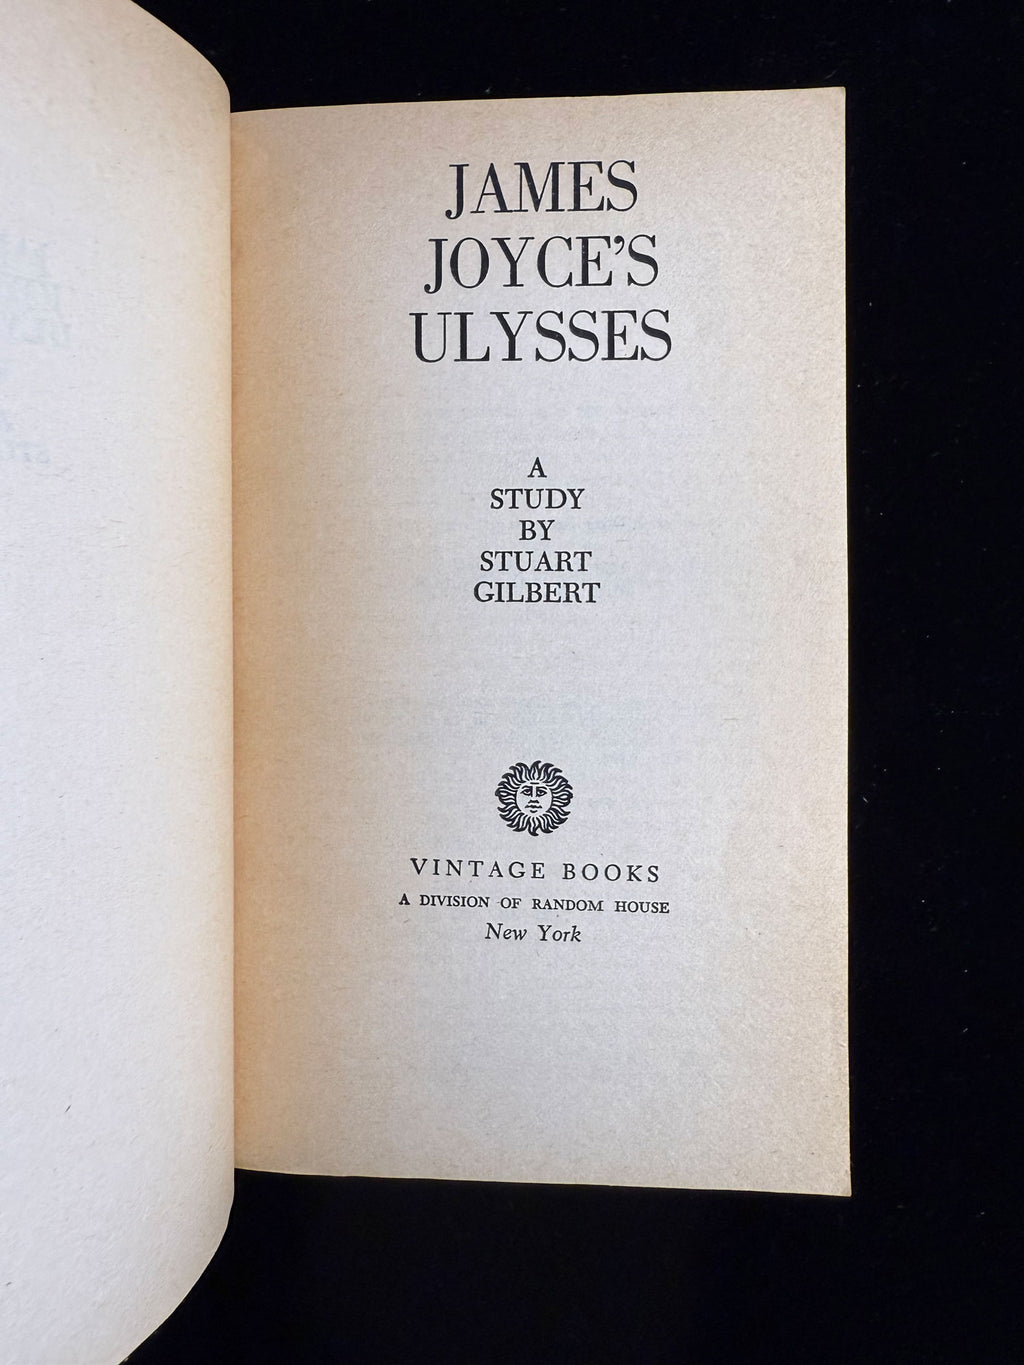 JAMES
JOYCE'S
ULYSSES
A
STUDY
BY
STUART
GILBERT
VINTAGE BOOKS
A DIVISION OF RANDOM HOUSE
New York